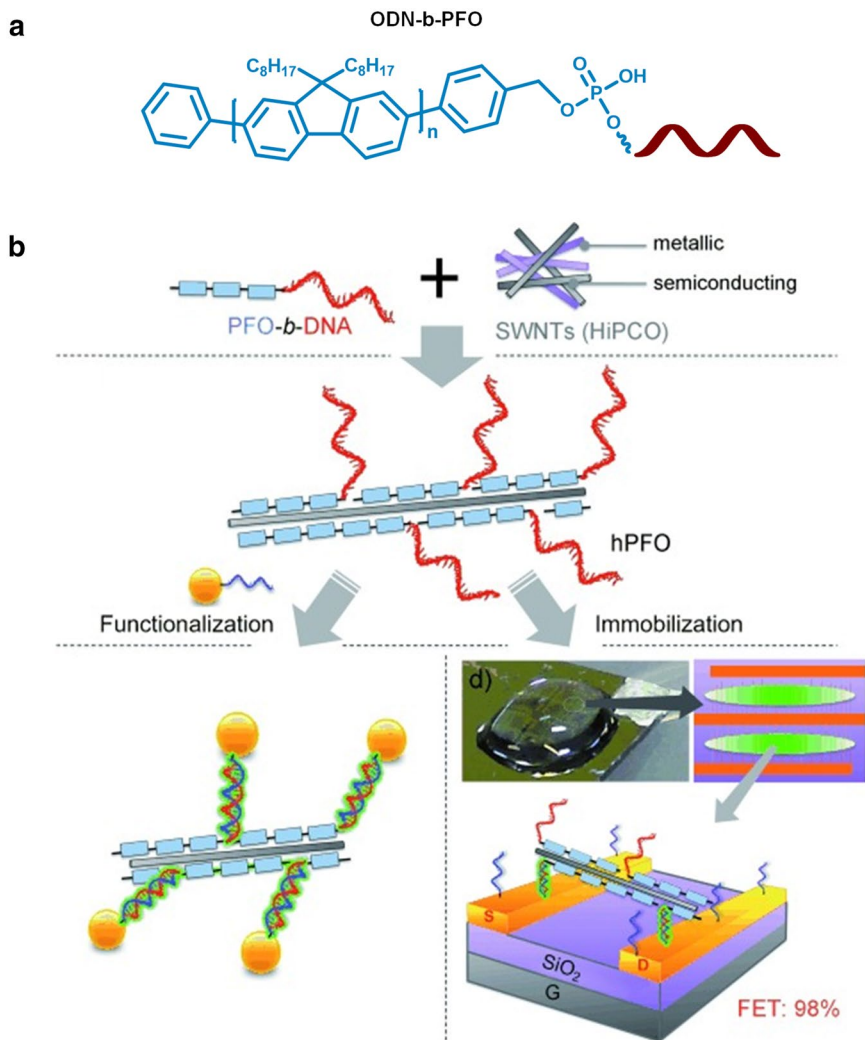 a
ODN-b-PFO
C₈H₁₇ C₈H₁₇
n
O
P
OH
O
O
b
metallic
semiconducting
PFO-b-DNA
SWNTs (HiPCO)
hPFO
Functionalization
Immobilization
d)
S
D
SiO₂
G
FET: 98%